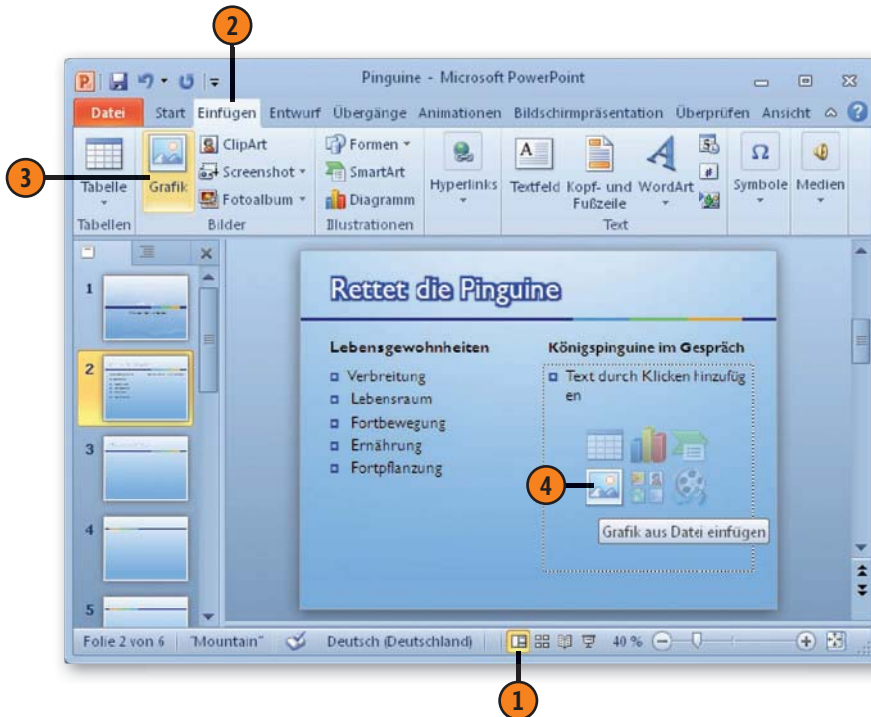 2
Pinguine - Microsoft PowerPoint
Datei Start Einfügen Entwurf Übergänge Animationen Bildschirmpräsentation Überprüfen Ansicht
3
Tabelle
Tabellen
Grafik
ClipArt
Screenshot
Fotoalbum
Bilder
Formen
SmartArt
Diagramm
Illustrationen
Hyperlinks
Textfeld
Kopf- und
Fußzeile
WordArt
Text
Symbole
Medien
1
2
3
4
5
Rettet die Pinguine
Lebensgewohnheiten
Verbreitung
Lebensraum
Fortbewegung
Ernährung
Fortpflanzung
Königspinguine im Gespräch
Text durch Klicken hinzufüg
en
4
Grafik aus Datei einfügen
Folie 2 von 6 "Mountain" Deutsch (Deutschland) 40 %
1